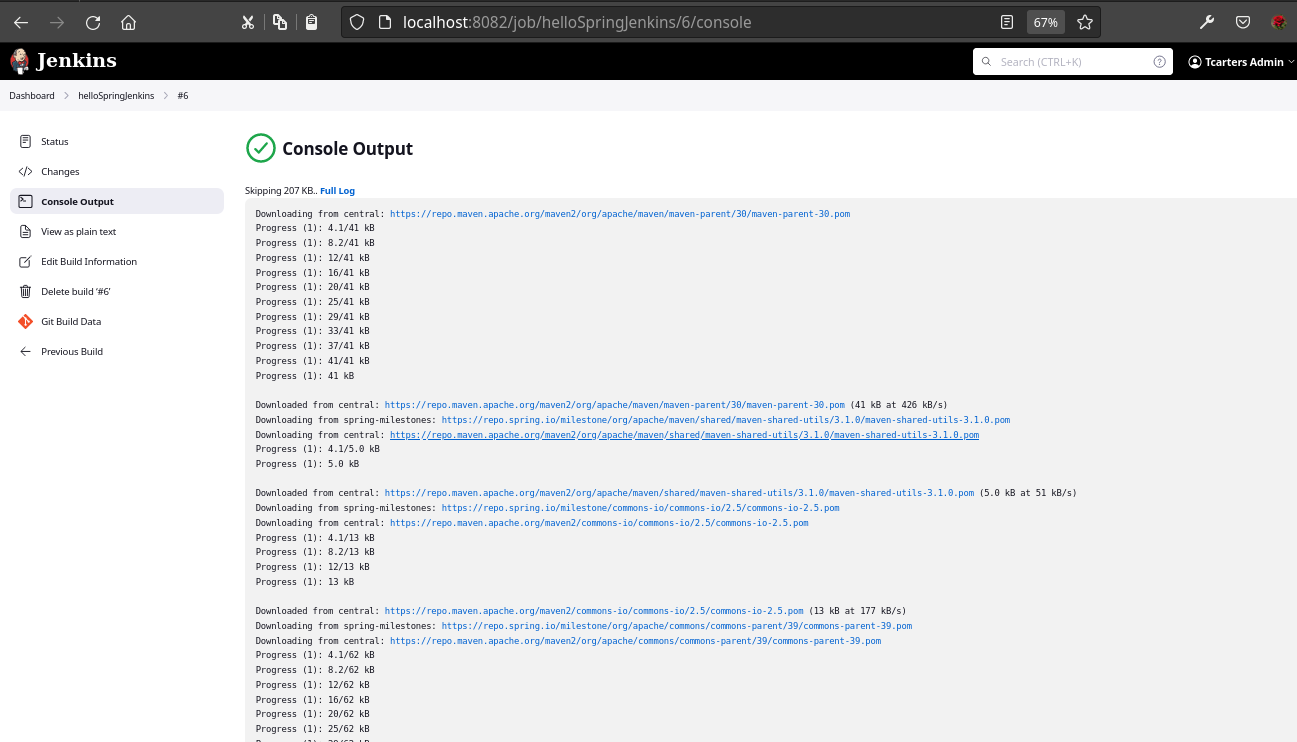 localhost:8082/job/helloSpringJenkins/6/console
67%
Jenkins
Search (CTRL+K)
?
Tcarters Admin
Dashboard > helloSpringJenkins > #6
Status
Changes
Console Output
View as plain text
Edit Build Information
Delete build ‘#6’
Git Build Data
Previous Build
Console Output
Skipping 207 KB.. Full Log
Downloading from central: https://repo.maven.apache.org/maven2/org/apache/maven/maven-parent/30/maven-parent-30.pom
Progress (1): 4.1/41 kB
Progress (1): 8.2/41 kB
Progress (1): 12/41 kB
Progress (1): 16/41 kB
Progress (1): 20/41 kB
Progress (1): 25/41 kB
Progress (1): 29/41 kB
Progress (1): 33/41 kB
Progress (1): 37/41 kB
Progress (1): 41/41 kB
Progress (1): 41 kB
Downloaded from central: https://repo.maven.apache.org/maven2/org/apache/maven/maven-parent/30/maven-parent-30.pom (41 kB at 426 kB/s)
Downloading from spring-milestones: https://repo.spring.io/milestone/org/apache/maven/shared/maven-shared-utils/3.1.0/maven-shared-utils-3.1.0.pom
Downloading from central: https://repo.maven.apache.org/maven2/org/apache/maven/shared/maven-shared-utils/3.1.0/maven-shared-utils-3.1.0.pom
Progress (1): 4.1/5.0 kB
Progress (1): 5.0 kB
Downloaded from central: https://repo.maven.apache.org/maven2/org/apache/maven/shared/maven-shared-utils/3.1.0/maven-shared-utils-3.1.0.pom (5.0 kB at 51 kB/s)
Downloading from spring-milestones: https://repo.spring.io/milestone/commons-io/commons-io/2.5/commons-io-2.5.pom
Downloading from central: https://repo.maven.apache.org/maven2/commons-io/commons-io/2.5/commons-io-2.5.pom
Progress (1): 4.1/13 kB
Progress (1): 8.2/13 kB
Progress (1): 12/13 kB
Progress (1): 13 kB
Downloaded from central: https://repo.maven.apache.org/maven2/commons-io/commons-io/2.5/commons-io-2.5.pom (13 kB at 177 kB/s)
Downloading from spring-milestones: https://repo.spring.io/milestone/org/apache/commons/commons-parent/39/commons-parent-39.pom
Downloading from central: https://repo.maven.apache.org/maven2/org/apache/commons/commons-parent/39/commons-parent-39.pom
Progress (1): 4.1/62 kB
Progress (1): 8.2/62 kB
Progress (1): 12/62 kB
Progress (1): 16/62 kB
Progress (1): 20/62 kB
Progress (1): 25/62 kB